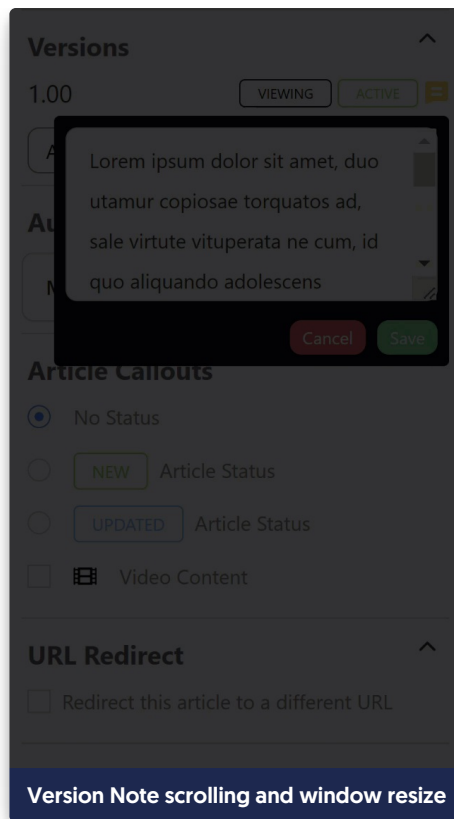 Versions
1.00 VIEWING ACTIVE
A
Lorem ipsum dolor sit amet, duo
utamur copiosae torquatos ad,
sale virtute vituperata ne cum, id
quo aliquando adolescens
Au
M
Cancel Save
Article Callouts
No Status
NEW Article Status
UPDATED Article Status
Video Content
URL Redirect
Redirect this article to a different URL
Version Note scrolling and window resize